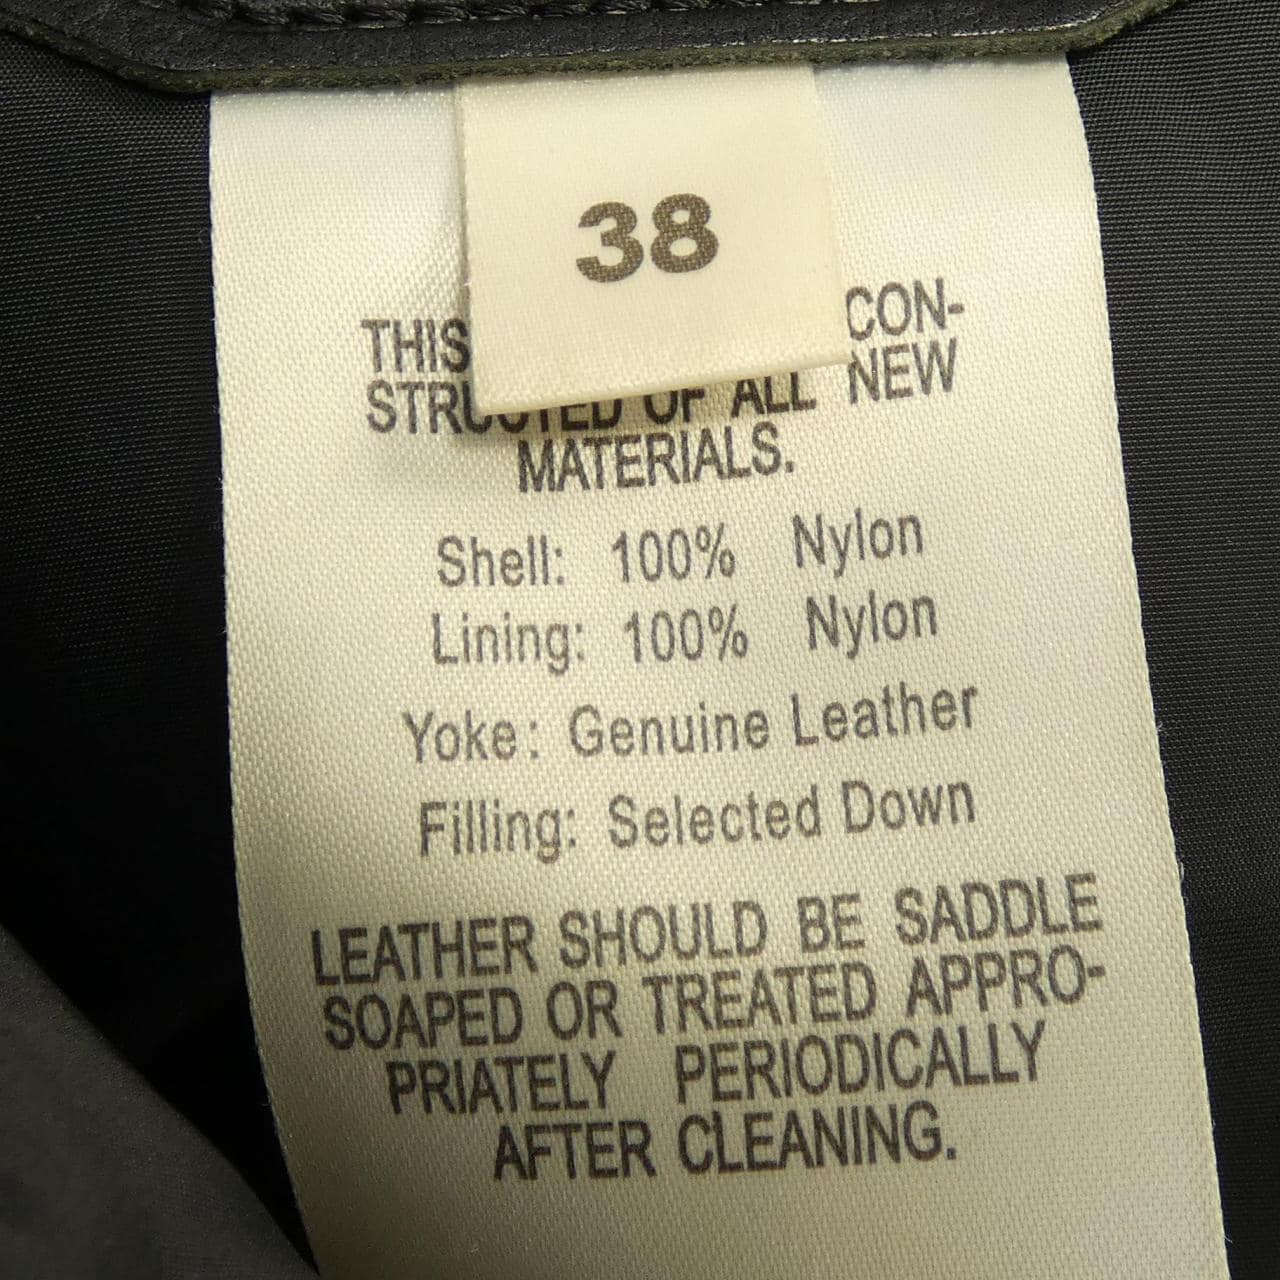 38
THIS CON-
STRUCTED OF ALL NEW
MATERIALS.
Shell: 100% Nylon
Lining: 100% Nylon
Yoke: Genuine Leather
Filling: Selected Down
LEATHER SHOULD BE SADDLE
SOAPED OR TREATED APPRO-
PRIATELY PERIODICALLY
AFTER CLEANING.